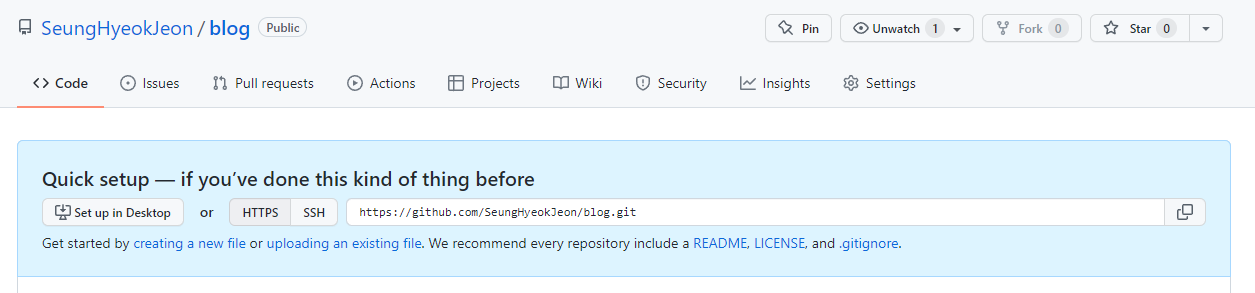 SeungHyeokJeon / blog Public Pin Unwatch 1 Fork 0 Star 0
Code Issues Pull requests Actions Projects Wiki Security Insights Settings
Quick setup — if you’ve done this kind of thing before
Set up in Desktop or HTTPS SSH https://github.com/SeungHyeokJeon/blog.git
Get started by creating a new file or uploading an existing file. We recommend every repository include a README, LICENSE, and .gitignore.